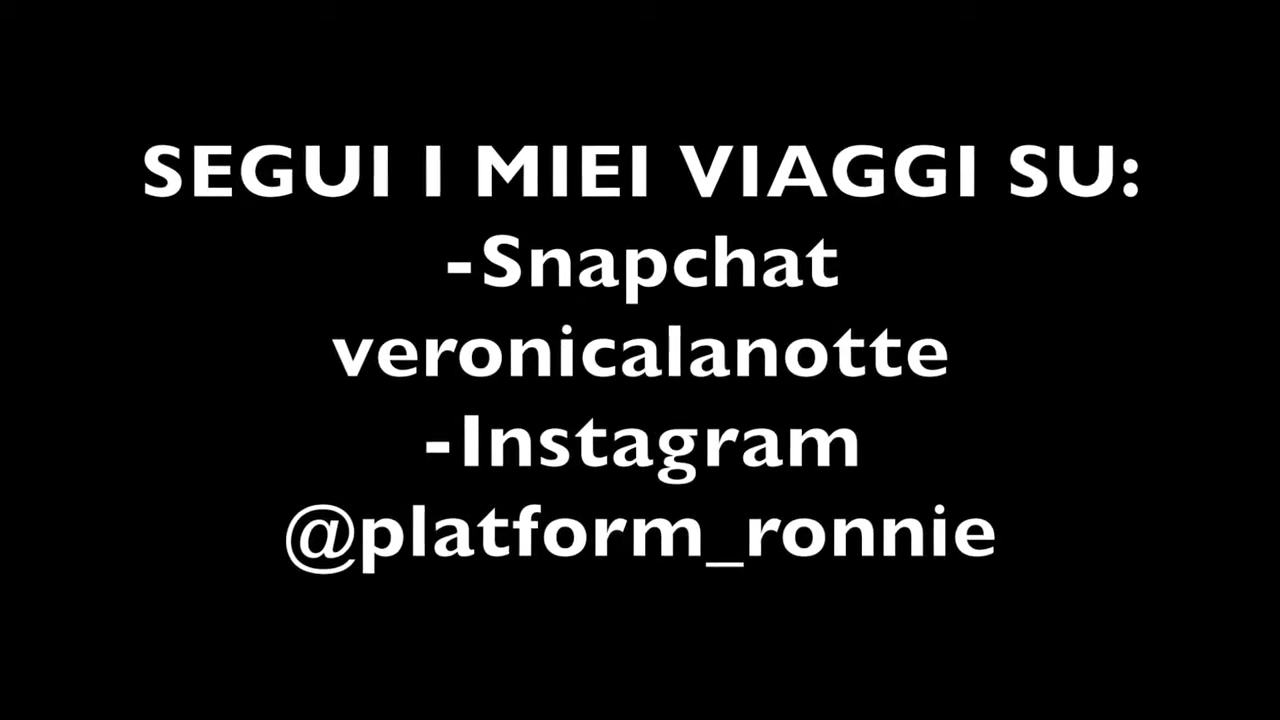 SEGUI I MIEI VIAGGI SU:
-Snapchat
veronicalanotte
-Instagram
@platform_ronnie